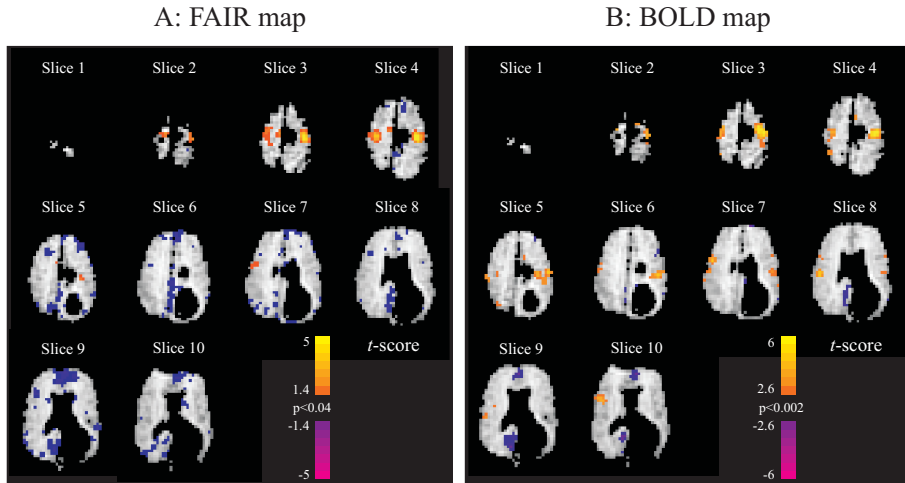 A: FAIR map
Slice 1 Slice 2 Slice 3 Slice 4
Slice 5 Slice 6 Slice 7 Slice 8
Slice 9 Slice 10
5
t-score
1.4
p<0.04
-1.4
-5
B: BOLD map
Slice 1 Slice 2 Slice 3 Slice 4
Slice 5 Slice 6 Slice 7 Slice 8
Slice 9 Slice 10
6
t-score
2.6
p<0.002
-2.6
-6